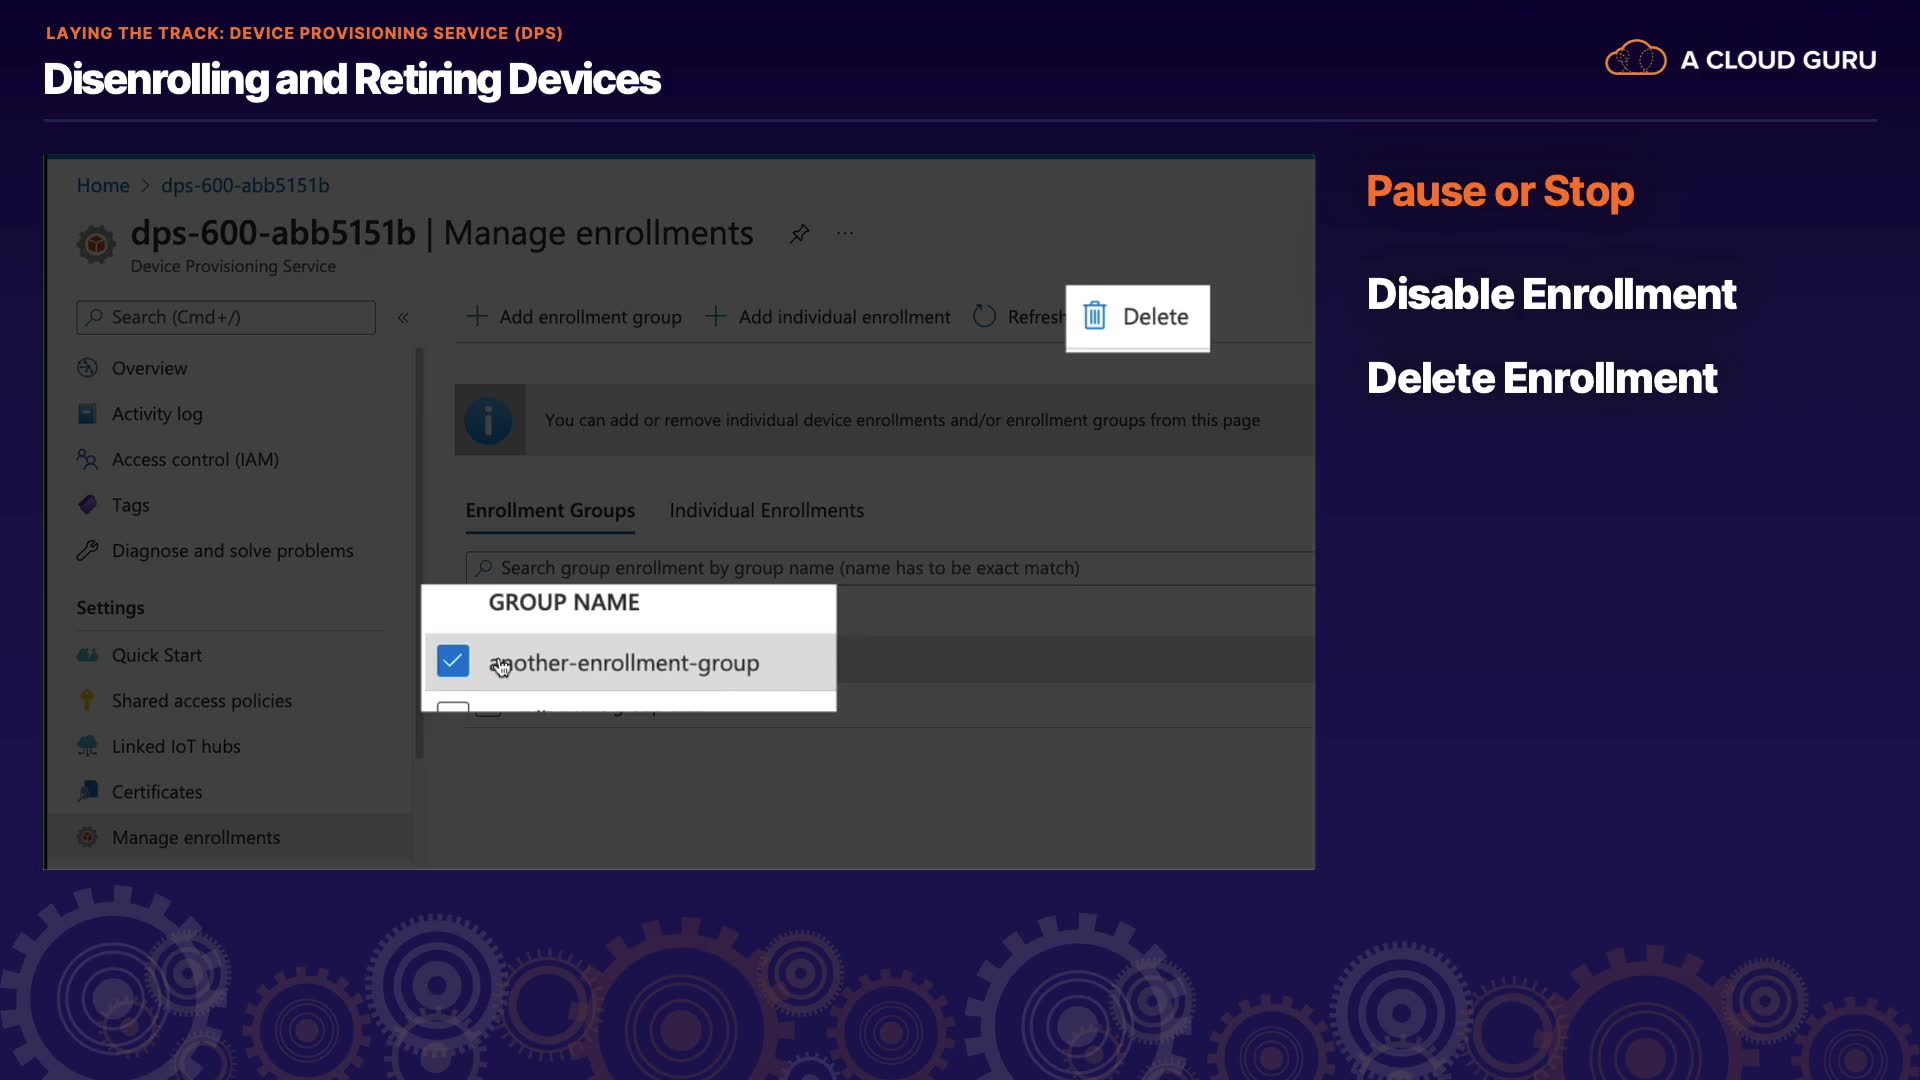 LAYING THE TRACK: DEVICE PROVISIONING SERVICE (DPS)
Disenrolling and Retiring Devices
A CLOUD GURU
Home > dps-600-abb5151b
dps-600-abb5151b | Manage enrollments ...
Device Provisioning Service
Search (Cmd+/) «
Add enrollment group
Add individual enrollment
Refresh
Delete
Overview
Activity log
Access control (IAM)
Tags
Diagnose and solve problems
Settings
Quick Start
Shared access policies
Linked IoT hubs
Certificates
Manage enrollments
You can add or remove individual device enrollments and/or enrollment groups from this page
Enrollment Groups
Individual Enrollments
Search group enrollment by group name (name has to be exact match)
GROUP NAME
another-enrollment-group
Pause or Stop
Disable Enrollment
Delete Enrollment